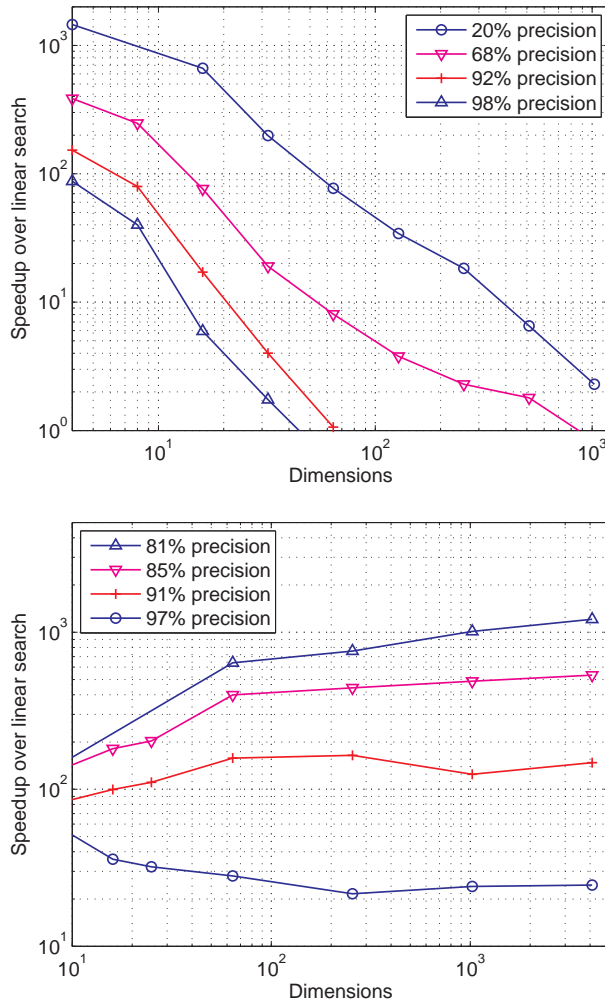 10^3
10^2
10^1
10^0
Speedup over linear search
20% precision
68% precision
92% precision
98% precision
10^1
10^2
10^3
Dimensions
81% precision
85% precision
91% precision
97% precision
10^3
10^2
10^1
Speedup over linear search
10^1
10^2
10^3
Dimensions